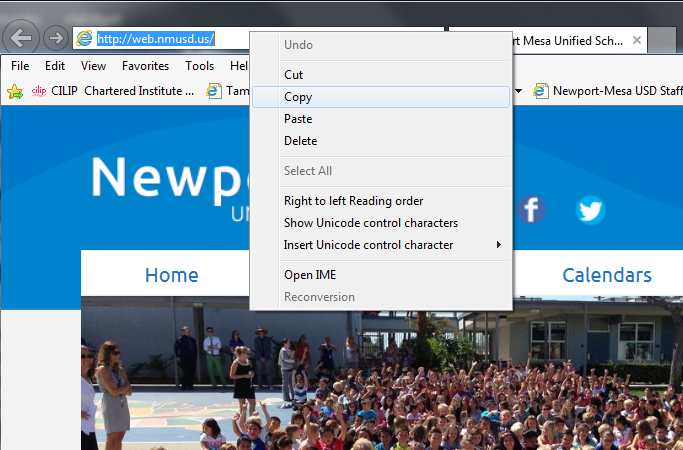 http://web.nmusd.us/
rt Mesa Unified Sch...
File Edit View Favorites Tools Hel
cilip CILIP Chartered Institute ... Tam Newport-Mesa USD Staff
Undo
Cut
Copy
Paste
Delete
Select All
Right to left Reading order
Show Unicode control characters
Insert Unicode control character
Open IME
Reconversion
Newp
UN
f
Home Calendars